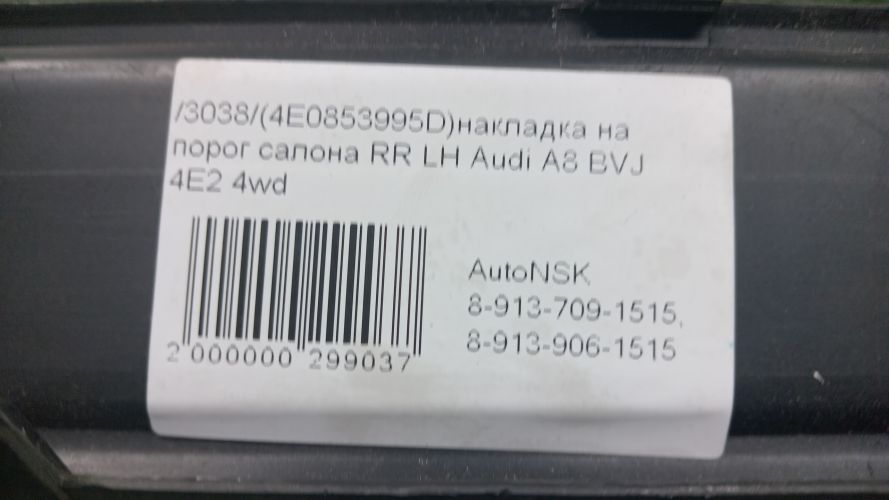 /3038/(4E0853995D)накладка на
порог салона RR LH Audi A8 BVJ
4E2 4wd
AutoNSK
8-913-709-1515,
8-913-906-1515
2 000000 299037